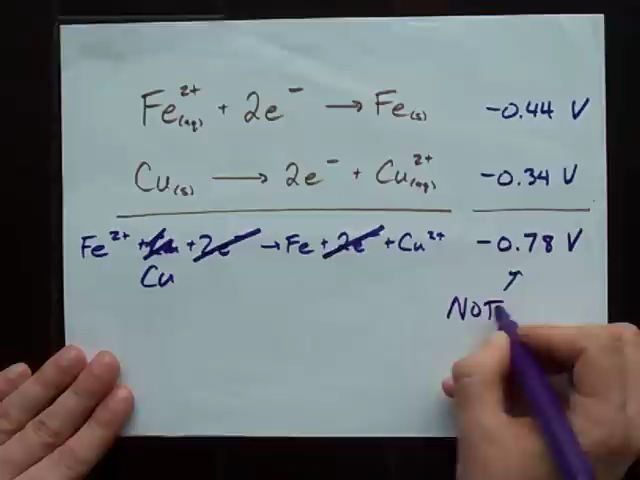 Fe²⁺(aq) + 2e⁻ → Fe(s) -0.44 V
Cu(s) → 2e⁻ + Cu²⁺(aq) -0.34 V
Fe²⁺ + Cu + 2e⁻ → Fe + 2e⁻ + Cu²⁺ -0.78 V
Cu
NOT